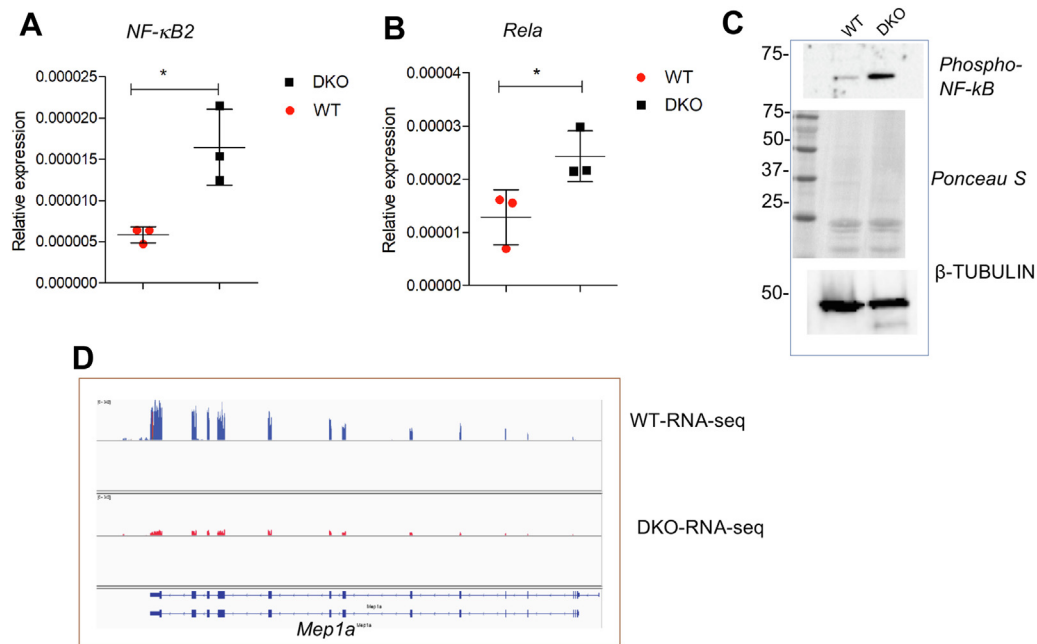 A
NF-κB2
Relative expression
0.000025
0.000020
0.000015
0.000010
0.000005
0.000000
*
DKO
WT
B
Rela
Relative expression
0.00004
0.00003
0.00002
0.00001
0.00000
*
WT
DKO
C
WT DKO
75-
Phospho-
NF-kB
75-
50-
37-
25-
Ponceau S
β-TUBULIN
50-
D
WT-RNA-seq
DKO-RNA-seq
Mep1a
Mep1a
Mep1a